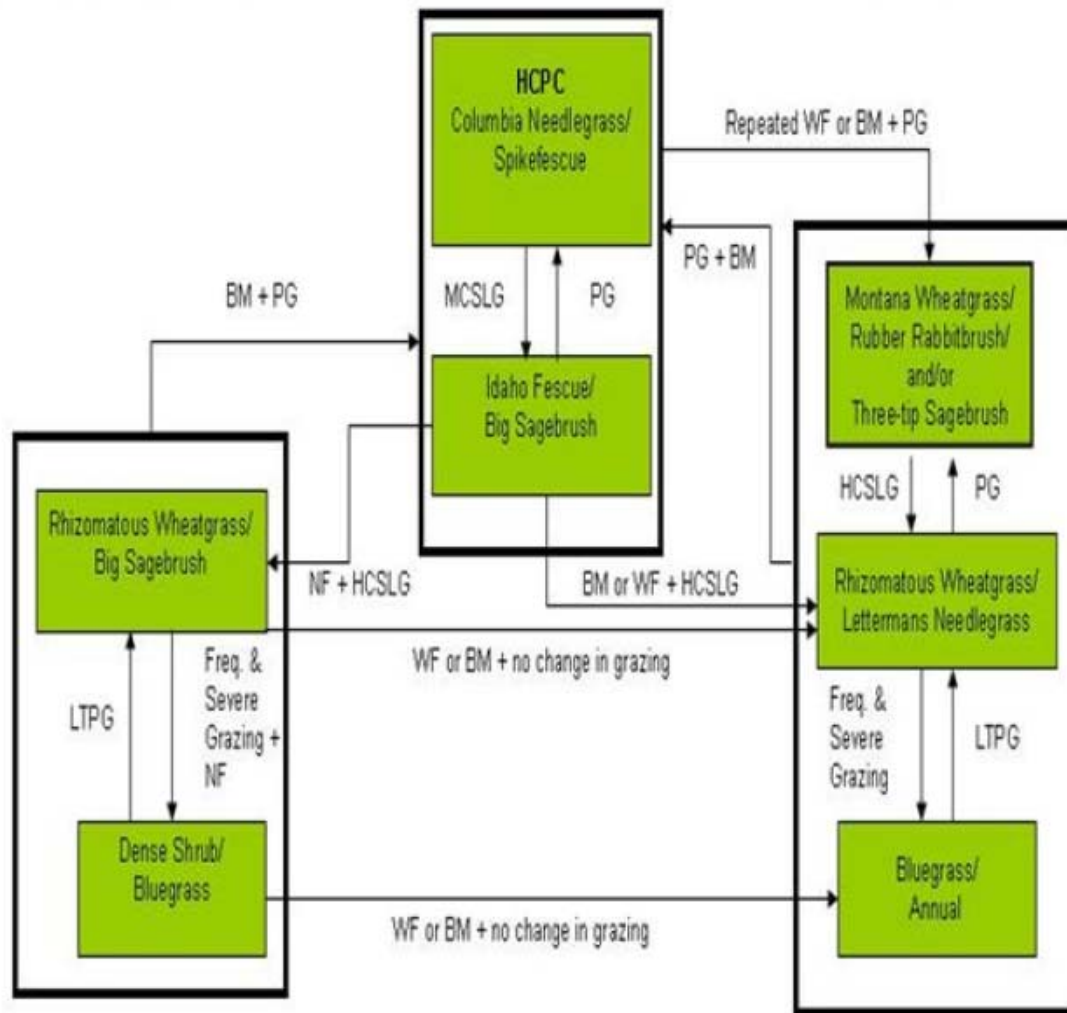 HCPC
Columbia Needlegrass/
Spikefescue
Repeated WF or BM + PG
MCSLG
PG
PG + BM
BM + PG
Idaho Fescue/
Big Sagebrush
Montana Wheatgrass/
Rubber Rabbitbrush/
and/or
Three-tip Sagebrush
HCSLG
PG
Rhizomatous Wheatgrass/
Big Sagebrush
NF + HCSLG
BM or WF + HCSLG
Rhizomatous Wheatgrass/
Lettermans Needlegrass
WF or BM + no change in grazing
LTPG
Freq. &
Severe
Grazing +
NF
Freq. &
Severe
Grazing
LTPG
Dense Shrub/
Bluegrass
WF or BM + no change in grazing
Bluegrass/
Annual